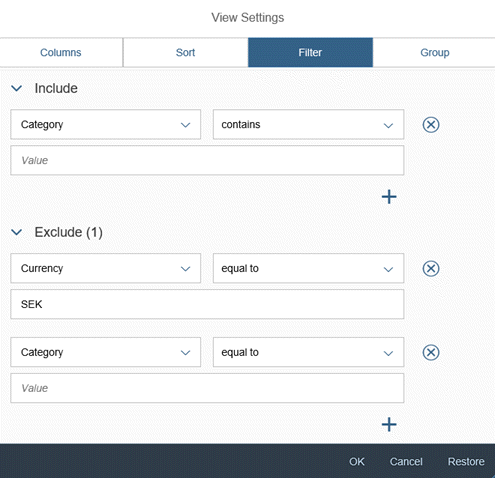 View Settings
Columns Sort Filter Group
Include
Category contains
Value
Exclude (1)
Currency equal to
SEK
Category equal to
Value
OK Cancel Restore